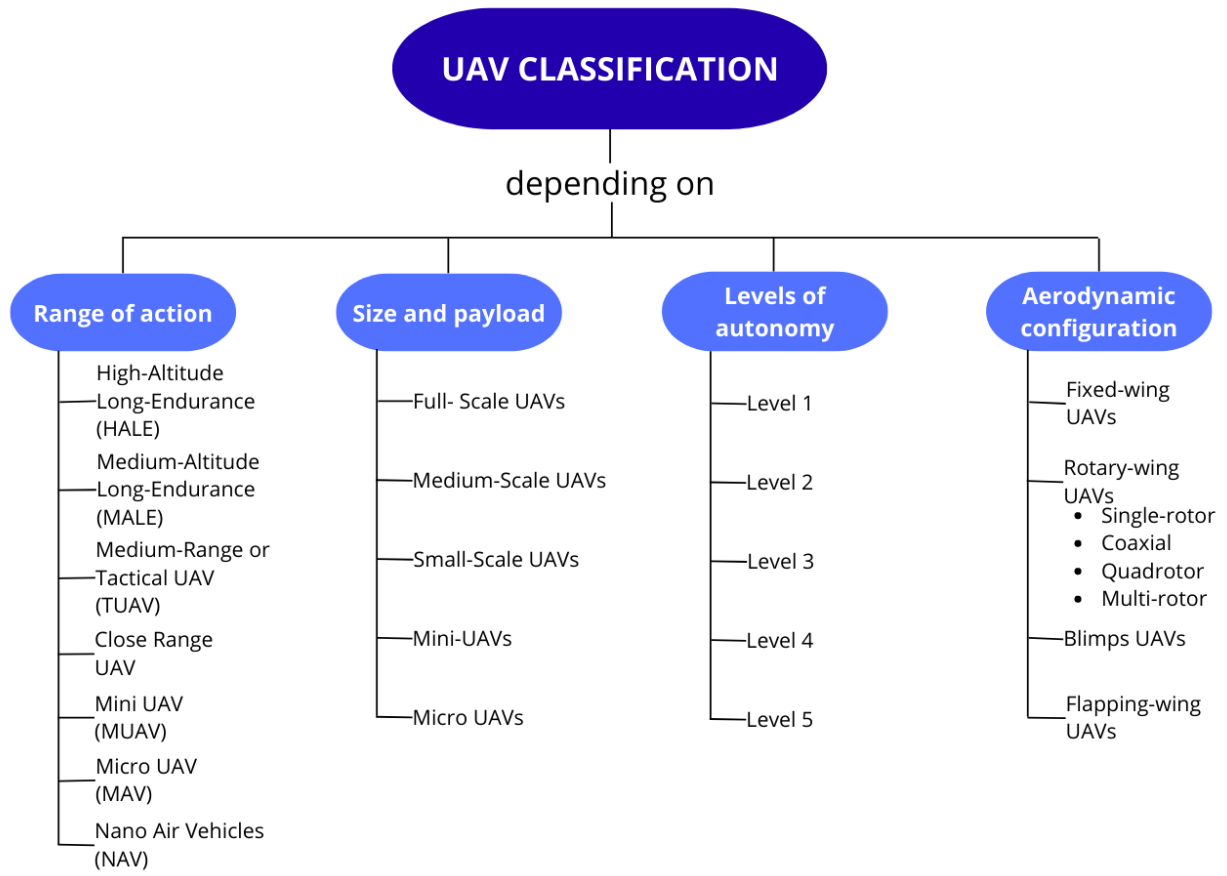 UAV CLASSIFICATION
depending on
Range of action
High-Altitude
Long-Endurance
(HALE)
Medium-Altitude
Long-Endurance
(MALE)
Medium-Range or
Tactical UAV
(TUAV)
Close Range
UAV
Mini UAV
(MUAV)
Micro UAV
(MAV)
Nano Air Vehicles
(NAV)
Size and payload
Full- Scale UAVs
Medium-Scale UAVs
Small-Scale UAVs
Mini-UAVs
Micro UAVs
Levels of
autonomy
Level 1
Level 2
Level 3
Level 4
Level 5
Aerodynamic
configuration
Fixed-wing
UAVs
Rotary-wing
UAVs
• Single-rotor
• Coaxial
• Quadrotor
• Multi-rotor
Blimps UAVs
Flapping-wing
UAVs